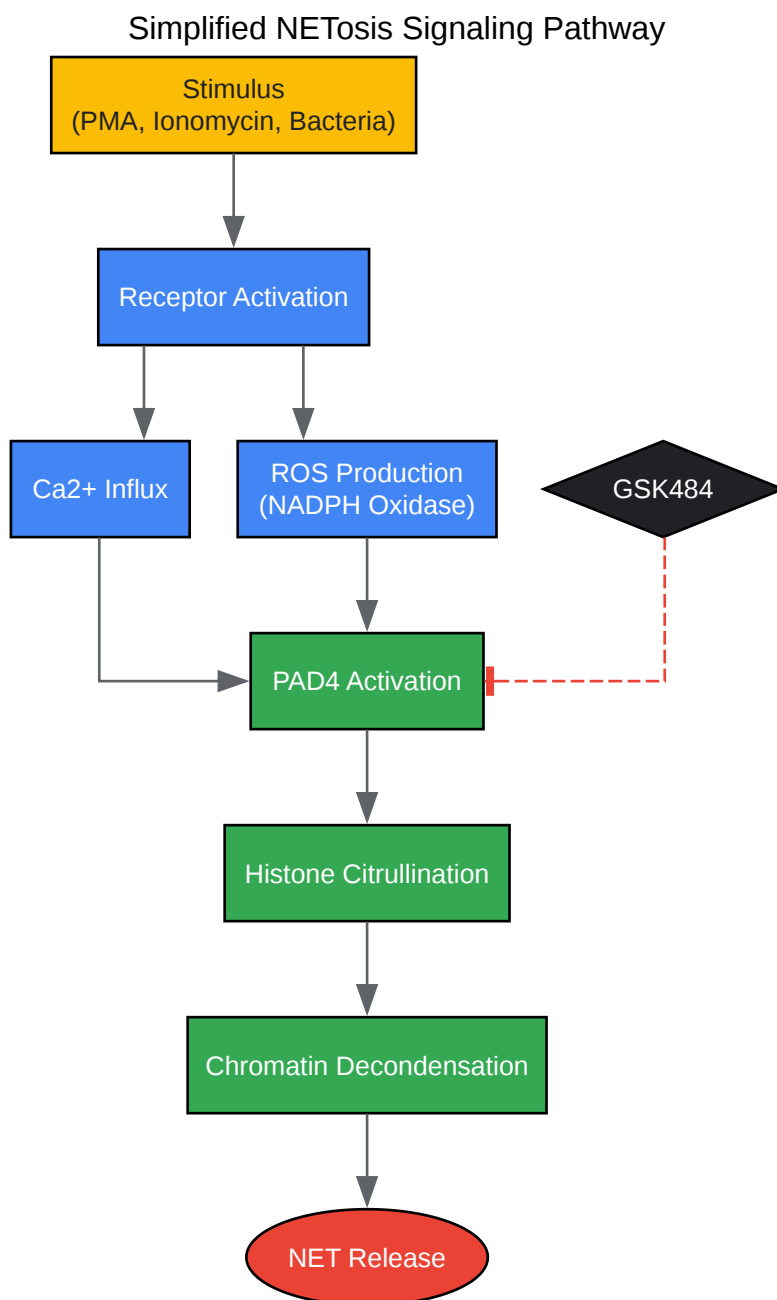 Simplified NETosis Signaling Pathway
Stimulus
(PMA, Ionomycin, Bacteria)
Receptor Activation
Ca2+ Influx
ROS Production
(NADPH Oxidase)
GSK484
PAD4 Activation
Histone Citrullination
Chromatin Decondensation
NET Release